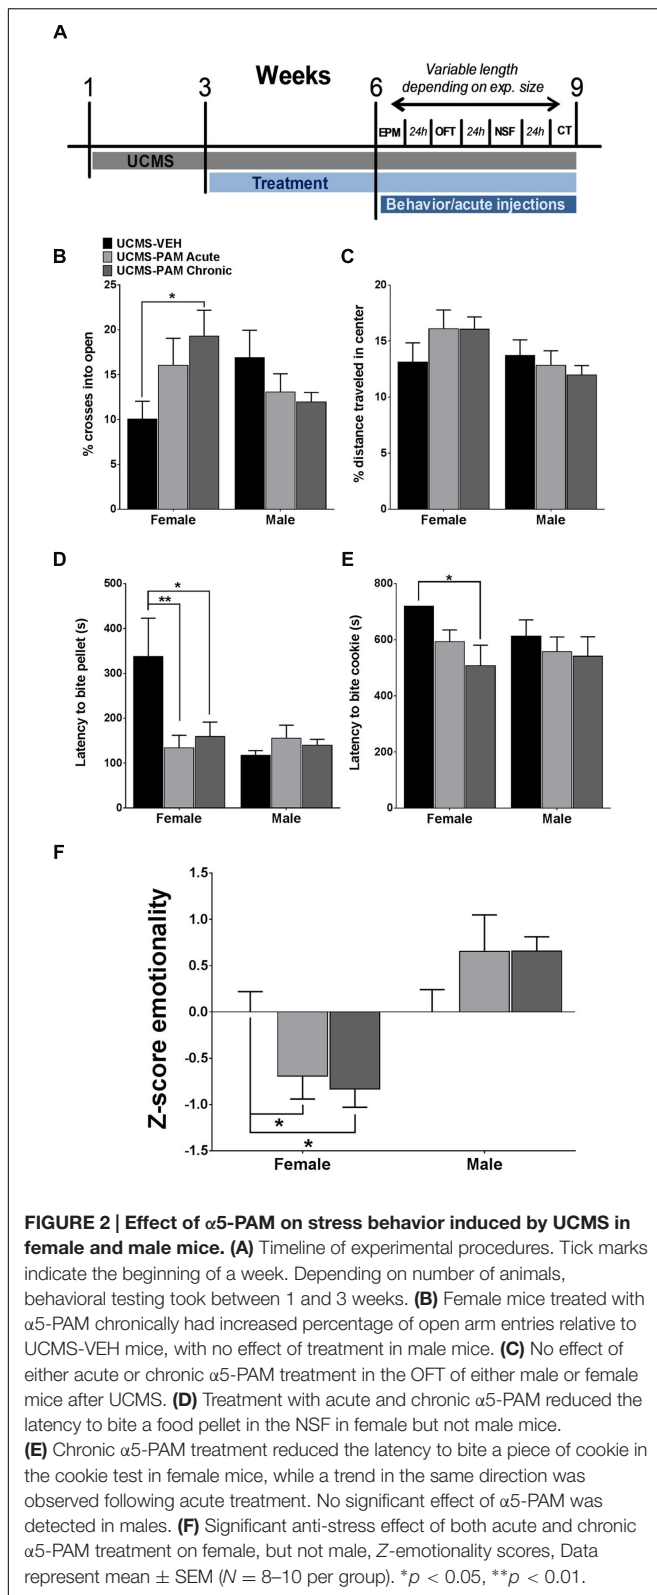 A
Weeks
Variable length
depending on exp. size
1
3
6
9
EPM 24h OFT 24h NSF 24h CT
UCMS
Treatment
Behavior/acute injections
UCMS-VEH
UCMS-PAM Acute
UCMS-PAM Chronic
B
% crosses into open
25
20
15
10
5
0
*
Female Male
C
% distance traveled in center
20
15
10
5
0
Female Male
D
Latency to bite pellet (s)
500
400
300
200
100
0
*
**
Female Male
E
Latency to bite cookie (s)
800
600
400
200
0
*
Female Male
F
Z-score emotionality
1.5
1.0
0.5
0.0
-0.5
-1.0
-1.5
*
*
Female Male
FIGURE 2 | Effect of α5-PAM on stress behavior induced by UCMS in
female and male mice. (A) Timeline of experimental procedures. Tick marks
indicate the beginning of a week. Depending on number of animals,
behavioral testing took between 1 and 3 weeks. (B) Female mice treated with
α5-PAM chronically had increased percentage of open arm entries relative to
UCMS-VEH mice, with no effect of treatment in male mice. (C) No effect of
either acute or chronic α5-PAM treatment in the OFT of either male or female
mice after UCMS. (D) Treatment with acute and chronic α5-PAM reduced the
latency to bite a food pellet in the NSF in female but not male mice.
(E) Chronic α5-PAM treatment reduced the latency to bite a piece of cookie in
the cookie test in female mice, while a trend in the same direction was
observed following acute treatment. No significant effect of α5-PAM was
detected in males. (F) Significant anti-stress effect of both acute and chronic
α5-PAM treatment on female, but not male, Z-emotionality scores, Data
represent mean ± SEM (N = 8–10 per group). *p < 0.05, **p < 0.01.